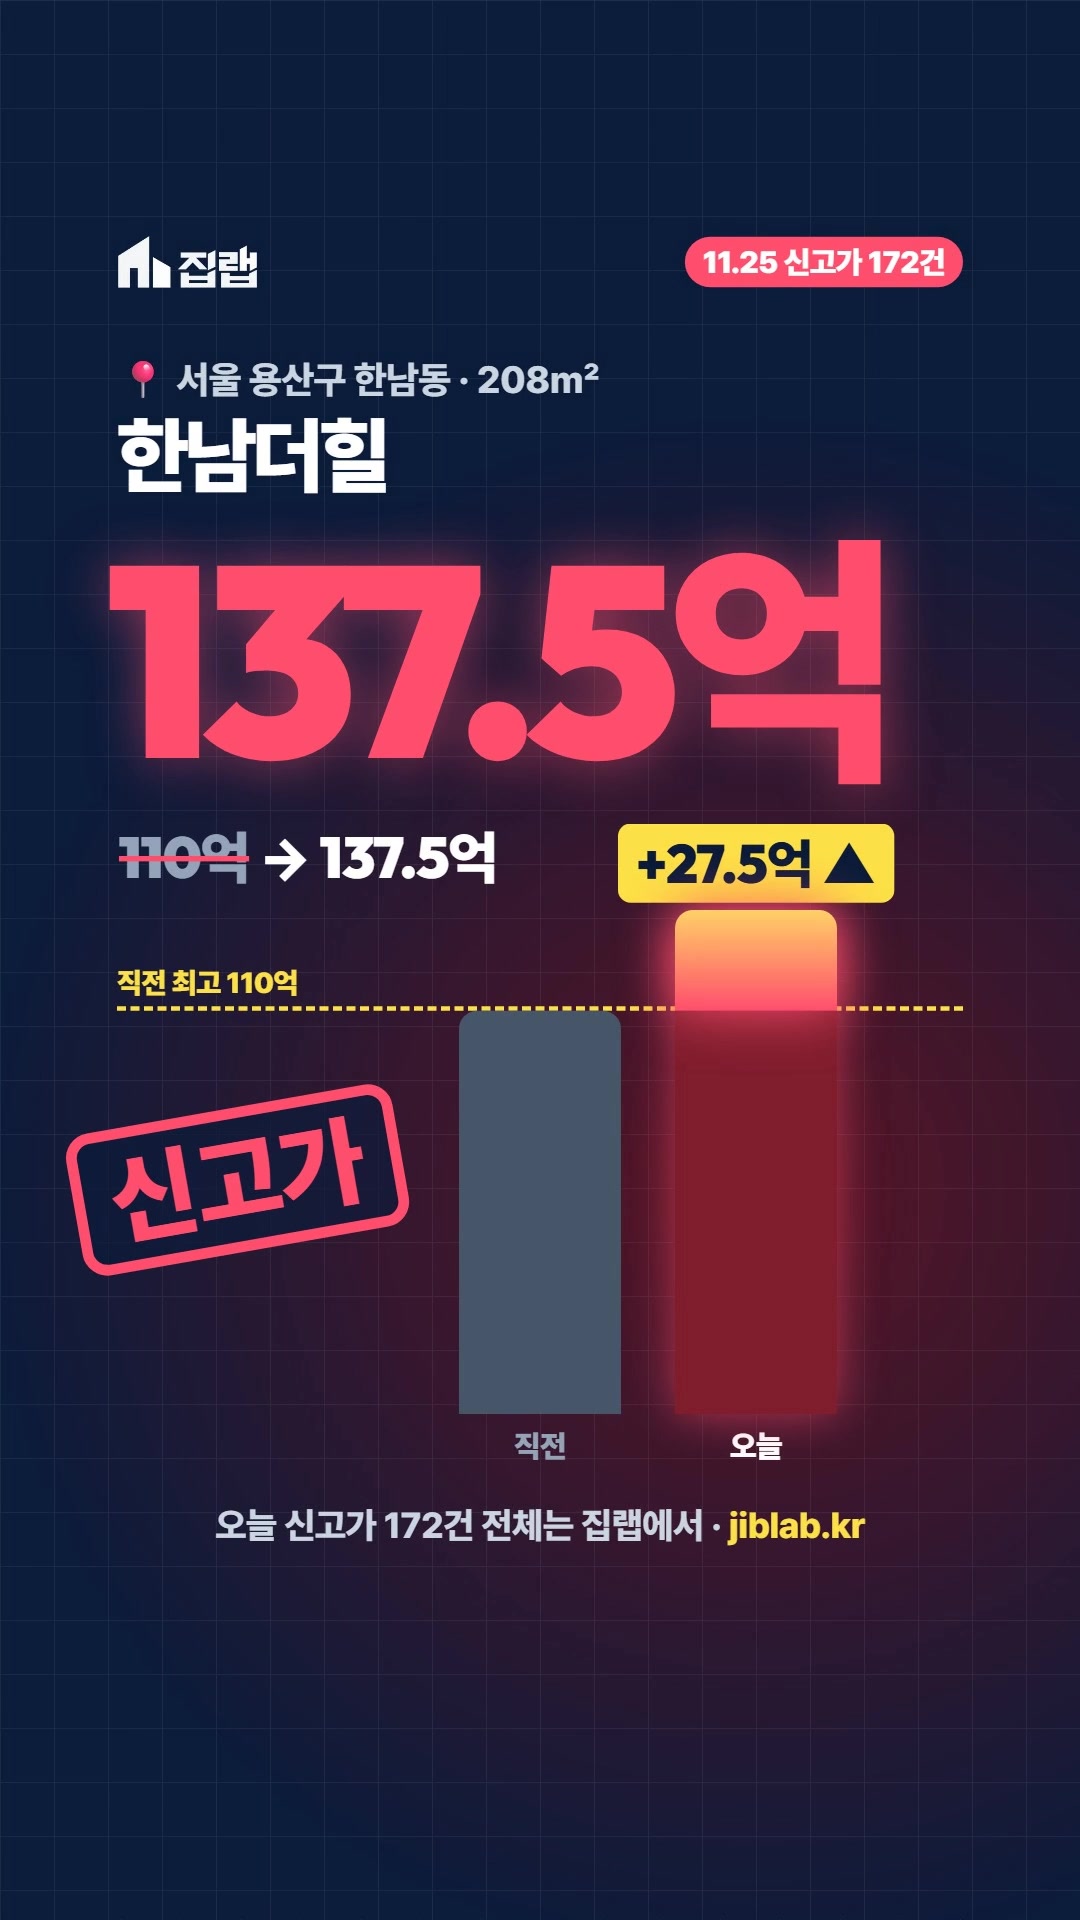 집랩
11.25 신고가 172건
서울 용산구 한남동 · 208m²
한남더힐
137.5억
110억 → 137.5억
+27.5억 ▲
직전 최고 110억
신고가
직전
오늘
오늘 신고가 172건 전체는 집랩에서 · jiblab.kr